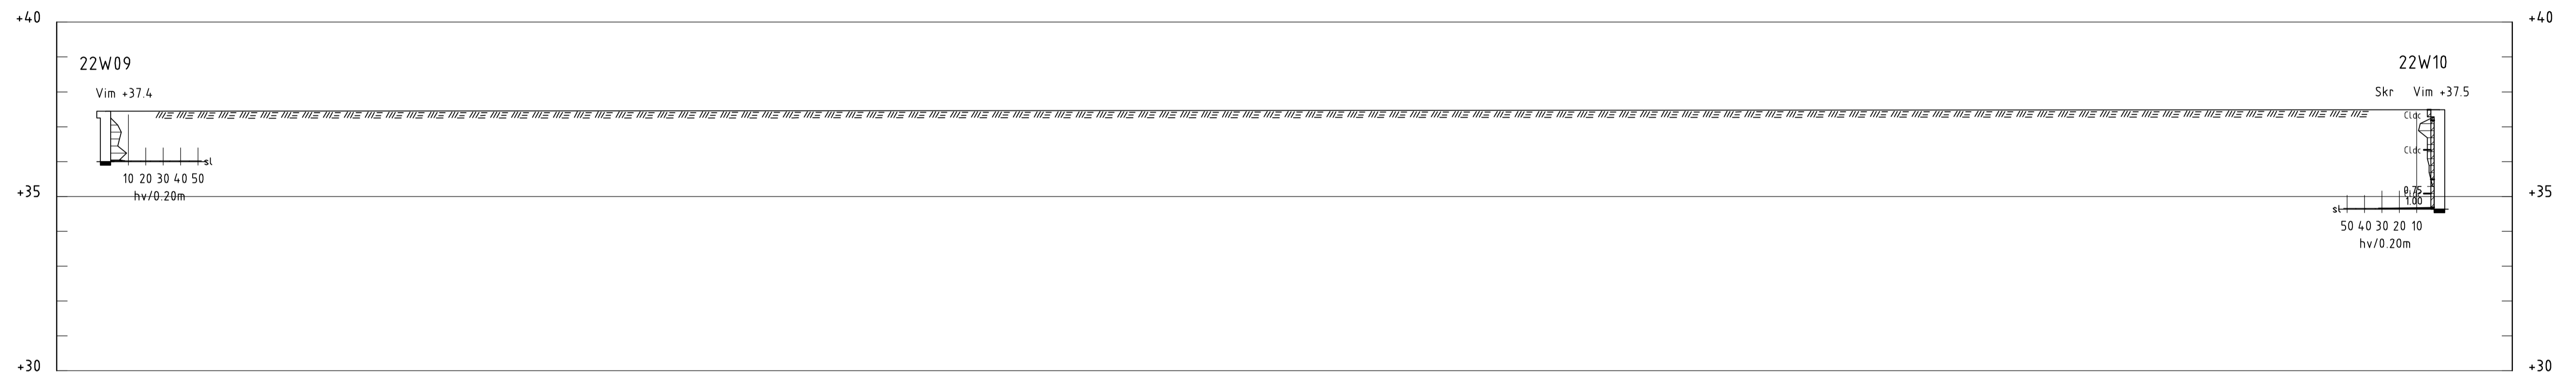 +40 +40
22W09 22W10
Vim +37.4 Skr Vim +37.5
Cldc
Cldc
sl
10 20 30 40 50
hv/0.20m
0.75
+35 +35
1.00
sl
50 40 30 20 10
hv/0.20m
+30 +30